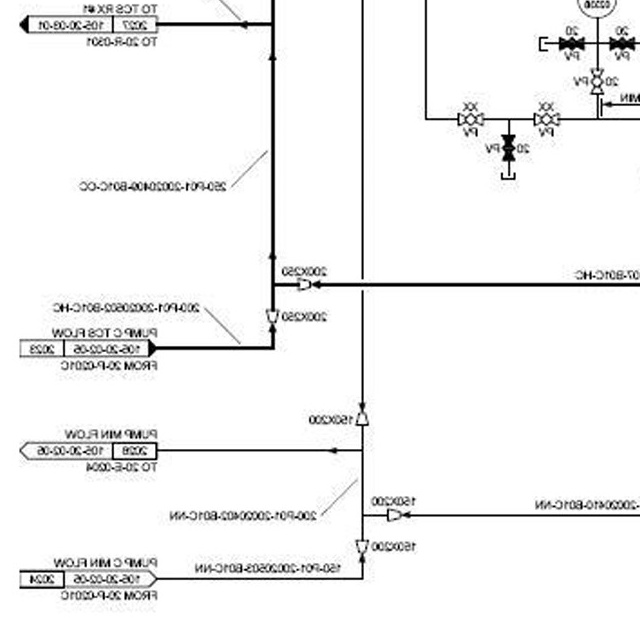 TO TCS RX #1
2027 105-20-03-01
TO 20-R-0301
20
20
PV
PV
PV 20
MIN
XX
XX
PV
PV
PV 20
250-P01-20020409-B01C-CC
200X250
07-B01C-HC
200-P01-20020502-B01C-HC
200X250
PUMP C TCS FLOW
2023 105-20-02-05
FROM 20-P-0201C
150X200
PUMP MIN FLOW
2028 105-20-02-05
TO 20-E-0204
150X200
20020410-B01C-NN
200-P01-20020402-B01C-NN
150X200
PUMP C MIN FLOW
150-P01-20020503-B01C-NN
2024 105-20-02-05
FROM 20-P-0201C